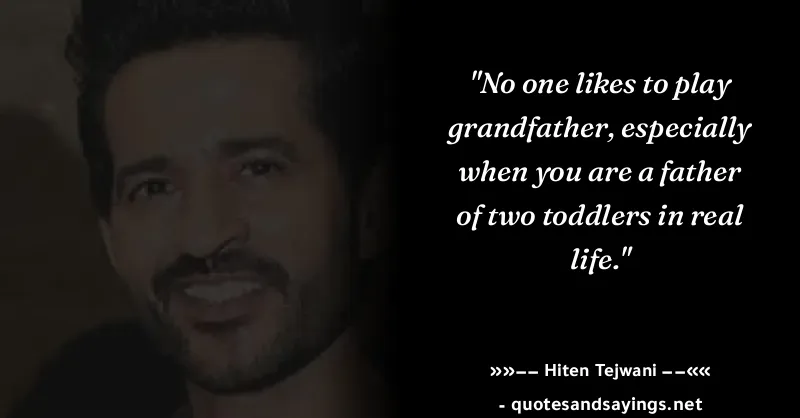 "No one likes to play
grandfather, especially
when you are a father
of two toddlers in real
life."
»»–– Hiten Tejwani ––««
- quotesandsayings.net